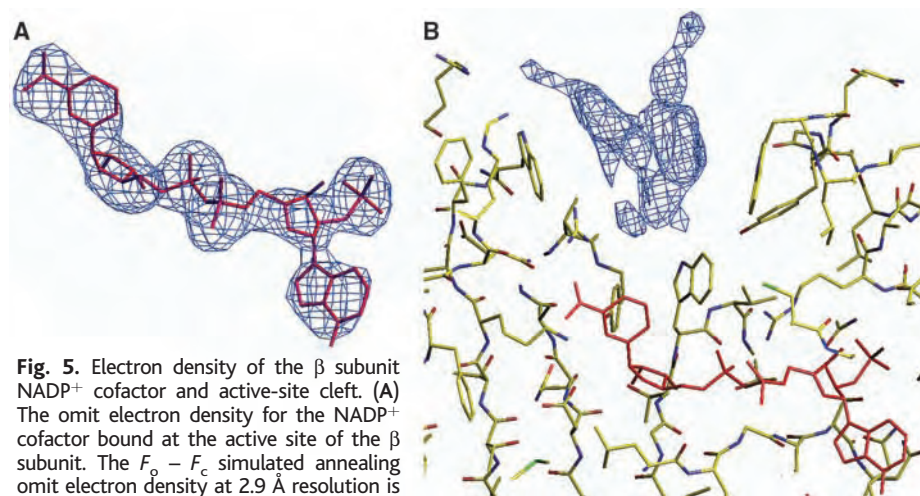 A
B
Fig. 5. Electron density of the β subunit
NADP⁺ cofactor and active-site cleft. (A)
The omit electron density for the NADP⁺
cofactor bound at the active site of the β
subunit. The Fₒ – F꜀ simulated annealing
omit electron density at 2.9 Å resolution is